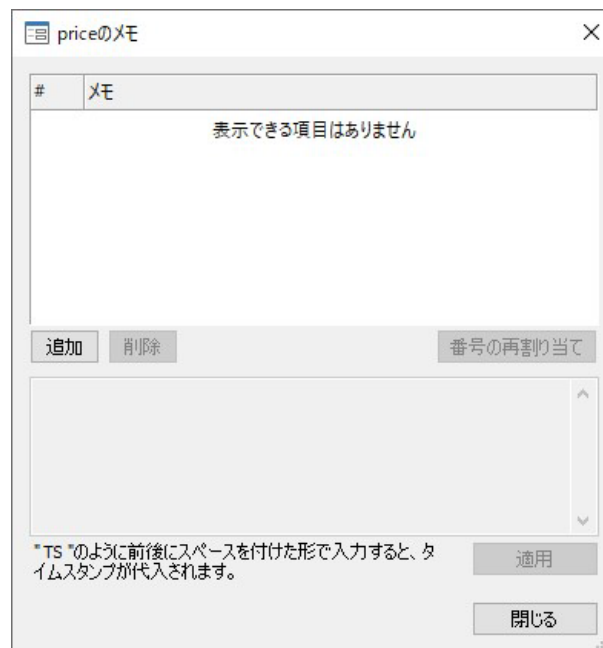 priceのメモ
# メモ
表示できる項目はありません
追加 削除 番号の再割り当て
"TS "のように前後にスペースを付けた形で入力すると、タ
イムスタンプが代入されます。
適用
閉じる